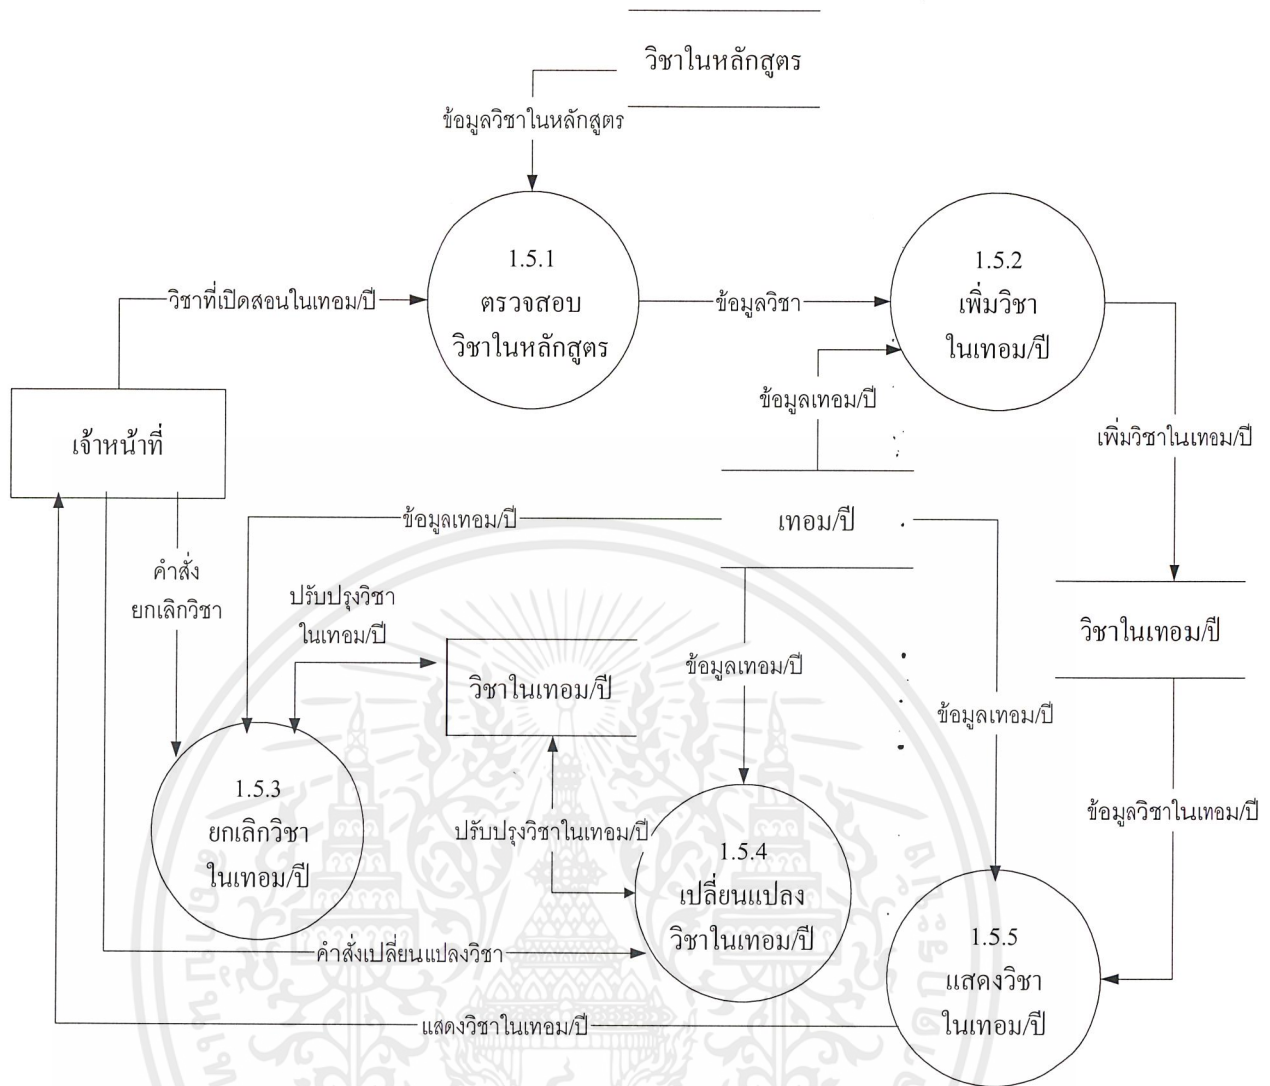 วิชาในหลักสูตร
ข้อมูลวิชาในหลักสูตร
1.5.1
ตรวจสอบ
วิชาในหลักสูตร
1.5.2
เพิ่มวิชา
ในเทอม/ปี
วิชาที่เปิดสอนในเทอม/ปี
ข้อมูลวิชา
ข้อมูลเทอม/ปี
เจ้าหน้าที่
เพิ่มวิชาในเทอม/ปี
ข้อมูลเทอม/ปี
เทอม/ปี
คำสั่ง
ยกเลิกวิชา
ปรับปรุงวิชา
ในเทอม/ปี
วิชาในเทอม/ปี
ข้อมูลเทอม/ปี
วิชาในเทอม/ปี
ข้อมูลเทอม/ปี
1.5.3
ยกเลิกวิชา
ในเทอม/ปี
ปรับปรุงวิชาในเทอม/ปี
1.5.4
เปลี่ยนแปลง
วิชาในเทอม/ปี
ข้อมูลวิชาในเทอม/ปี
คำสั่งเปลี่ยนแปลงวิชา
1.5.5
แสดงวิชา
ในเทอม/ปี
แสดงวิชาในเทอม/ปี